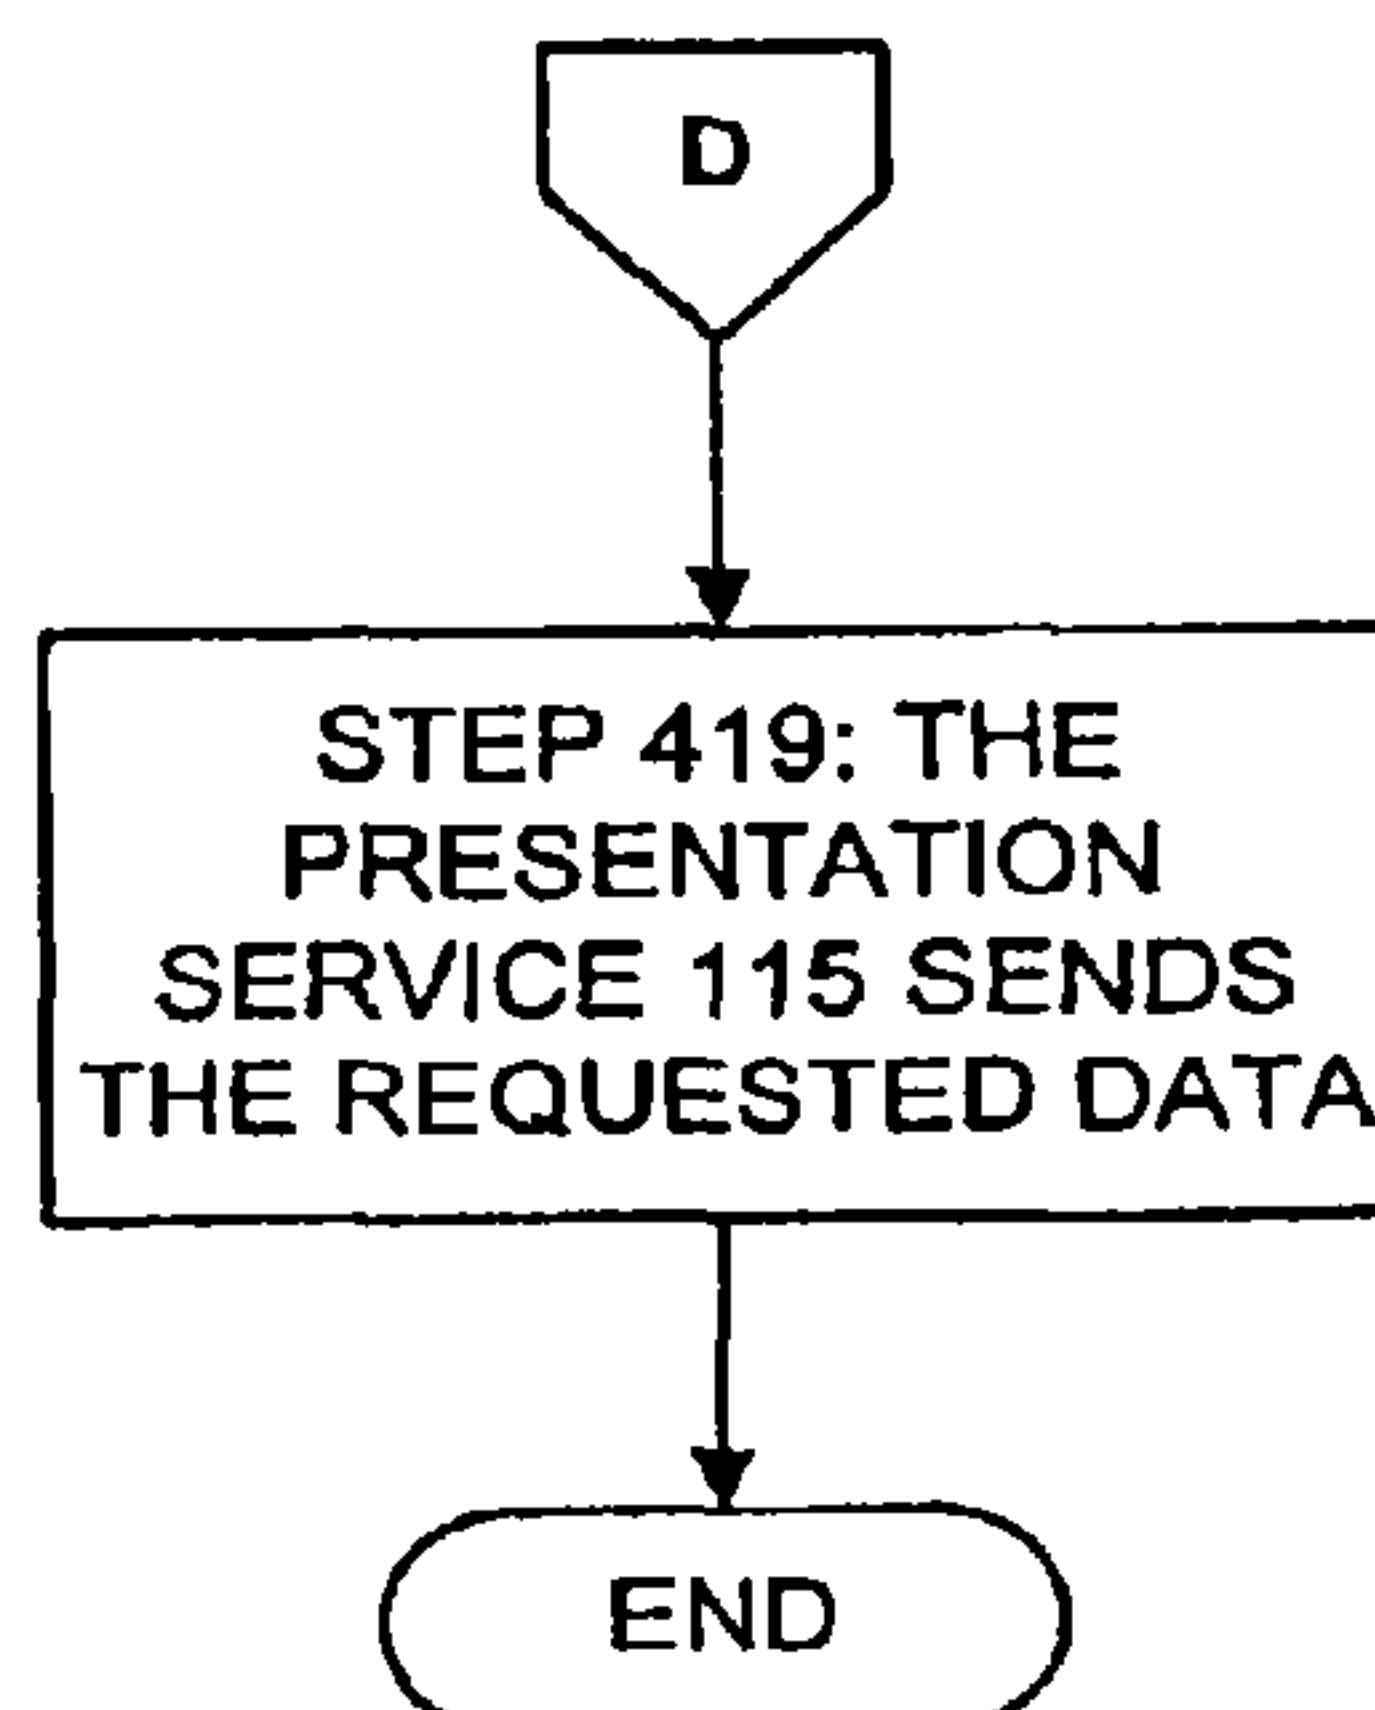 D
STEP 419: THE
PRESENTATION
SERVICE 115 SENDS
THE REQUESTED DATA
END